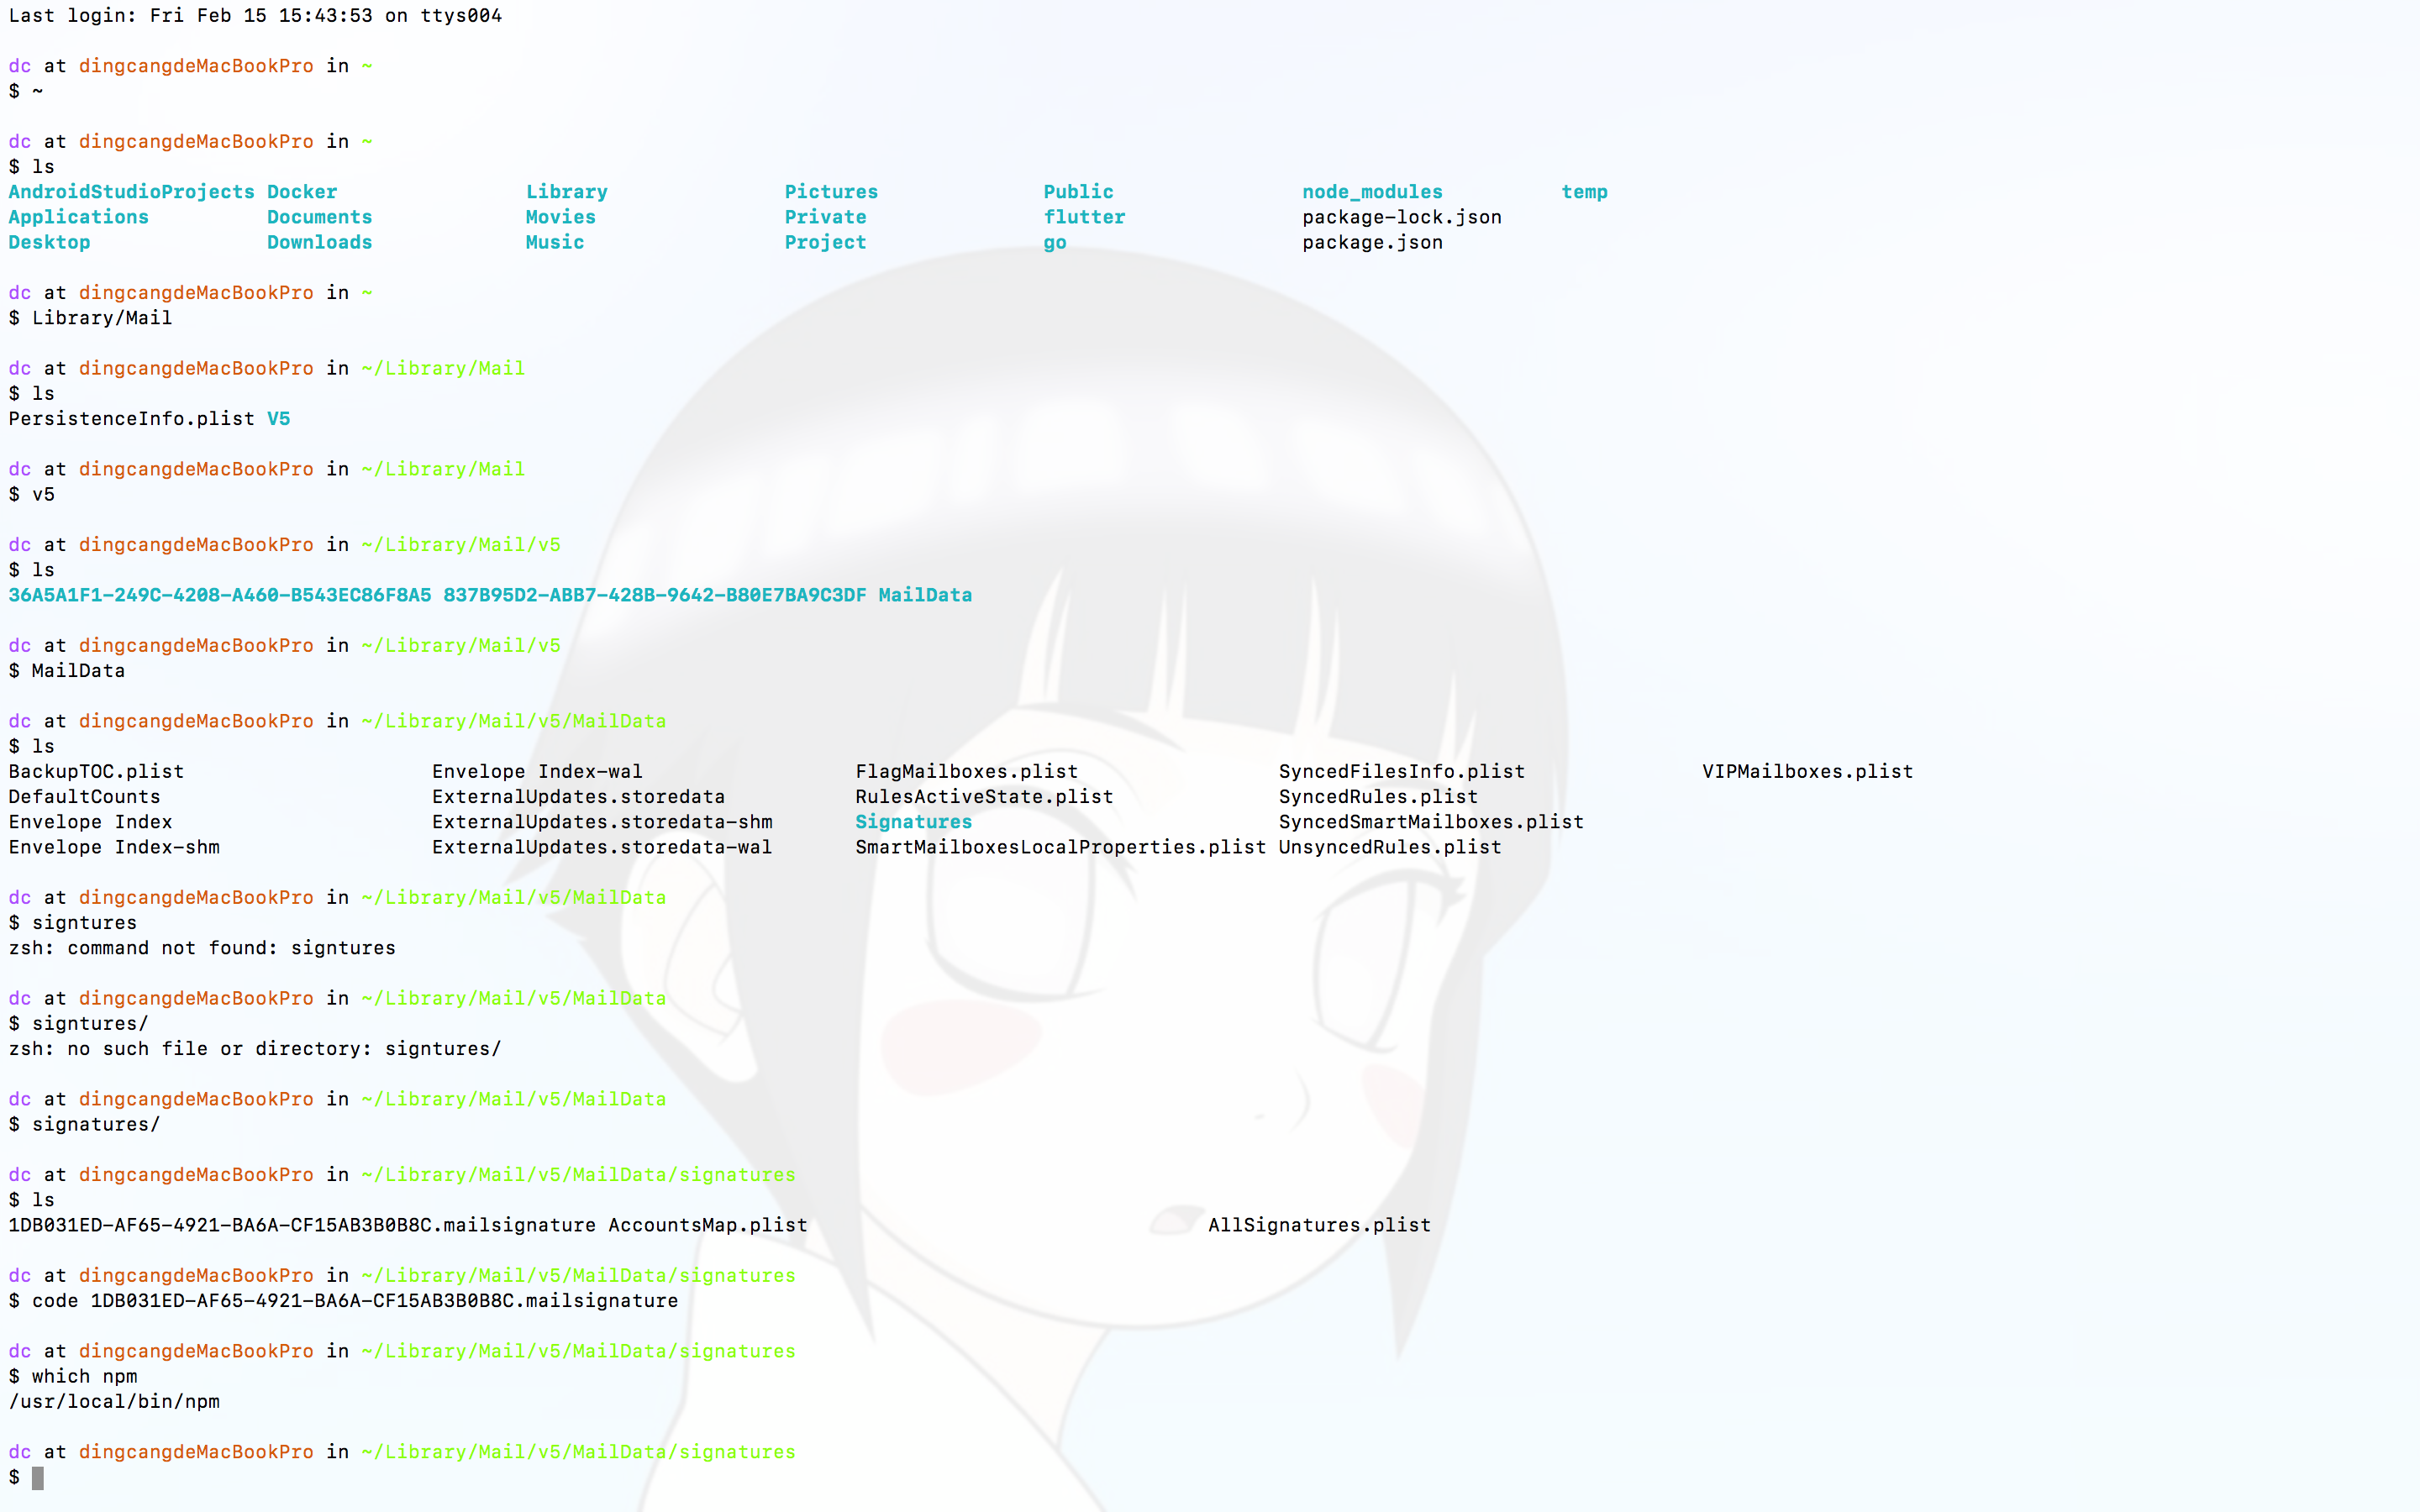 Last login: Fri Feb 15 15:43:53 on ttys004
dc at dingcangdeMacBookPro in ~
$ ~
dc at dingcangdeMacBookPro in ~
$ ls
AndroidStudioProjects Docker Library Pictures Public node_modules temp
Applications Documents Movies Private flutter package-lock.json
Desktop Downloads Music Project go package.json
dc at dingcangdeMacBookPro in ~
$ Library/Mail
dc at dingcangdeMacBookPro in ~/Library/Mail
$ ls
PersistenceInfo.plist V5
dc at dingcangdeMacBookPro in ~/Library/Mail
$ v5
dc at dingcangdeMacBookPro in ~/Library/Mail/v5
$ ls
36A5A1F1-249C-4208-A460-B543EC86F8A5 837B95D2-ABB7-428B-9642-B80E7BA9C3DF MailData
dc at dingcangdeMacBookPro in ~/Library/Mail/v5
$ MailData
dc at dingcangdeMacBookPro in ~/Library/Mail/v5/MailData
$ ls
BackupTOC.plist Envelope Index-wal FlagMailboxes.plist SyncedFilesInfo.plist VIPMailboxes.plist
DefaultCounts ExternalUpdates.storedata RulesActiveState.plist SyncedRules.plist
Envelope Index ExternalUpdates.storedata-shm Signatures SyncedSmartMailboxes.plist
Envelope Index-shm ExternalUpdates.storedata-wal SmartMailboxesLocalProperties.plist UnsyncedRules.plist
dc at dingcangdeMacBookPro in ~/Library/Mail/v5/MailData
$ signtures
zsh: command not found: signtures
dc at dingcangdeMacBookPro in ~/Library/Mail/v5/MailData
$ signtures/
zsh: no such file or directory: signtures/
dc at dingcangdeMacBookPro in ~/Library/Mail/v5/MailData
$ signatures/
dc at dingcangdeMacBookPro in ~/Library/Mail/v5/MailData/signatures
$ ls
1DB031ED-AF65-4921-BA6A-CF15AB3B0B8C.mailsignature AccountsMap.plist AllSignatures.plist
dc at dingcangdeMacBookPro in ~/Library/Mail/v5/MailData/signatures
$ code 1DB031ED-AF65-4921-BA6A-CF15AB3B0B8C.mailsignature
dc at dingcangdeMacBookPro in ~/Library/Mail/v5/MailData/signatures
$ which npm
/usr/local/bin/npm
dc at dingcangdeMacBookPro in ~/Library/Mail/v5/MailData/signatures
$